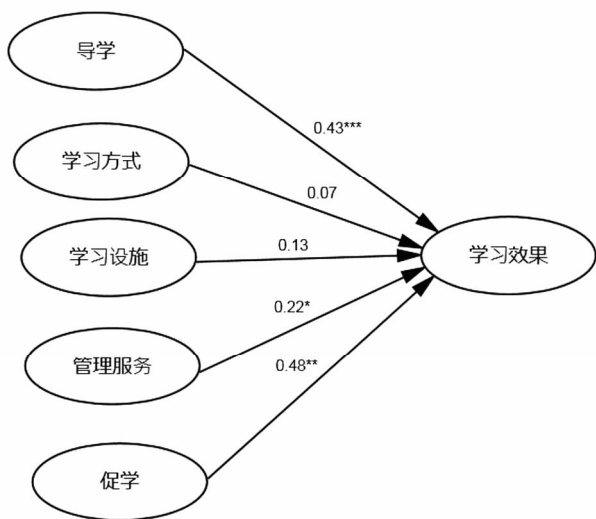 导学
0.43***
学习方式
0.07
学习设施
0.13
学习效果
管理服务
0.22*
促学
0.48**